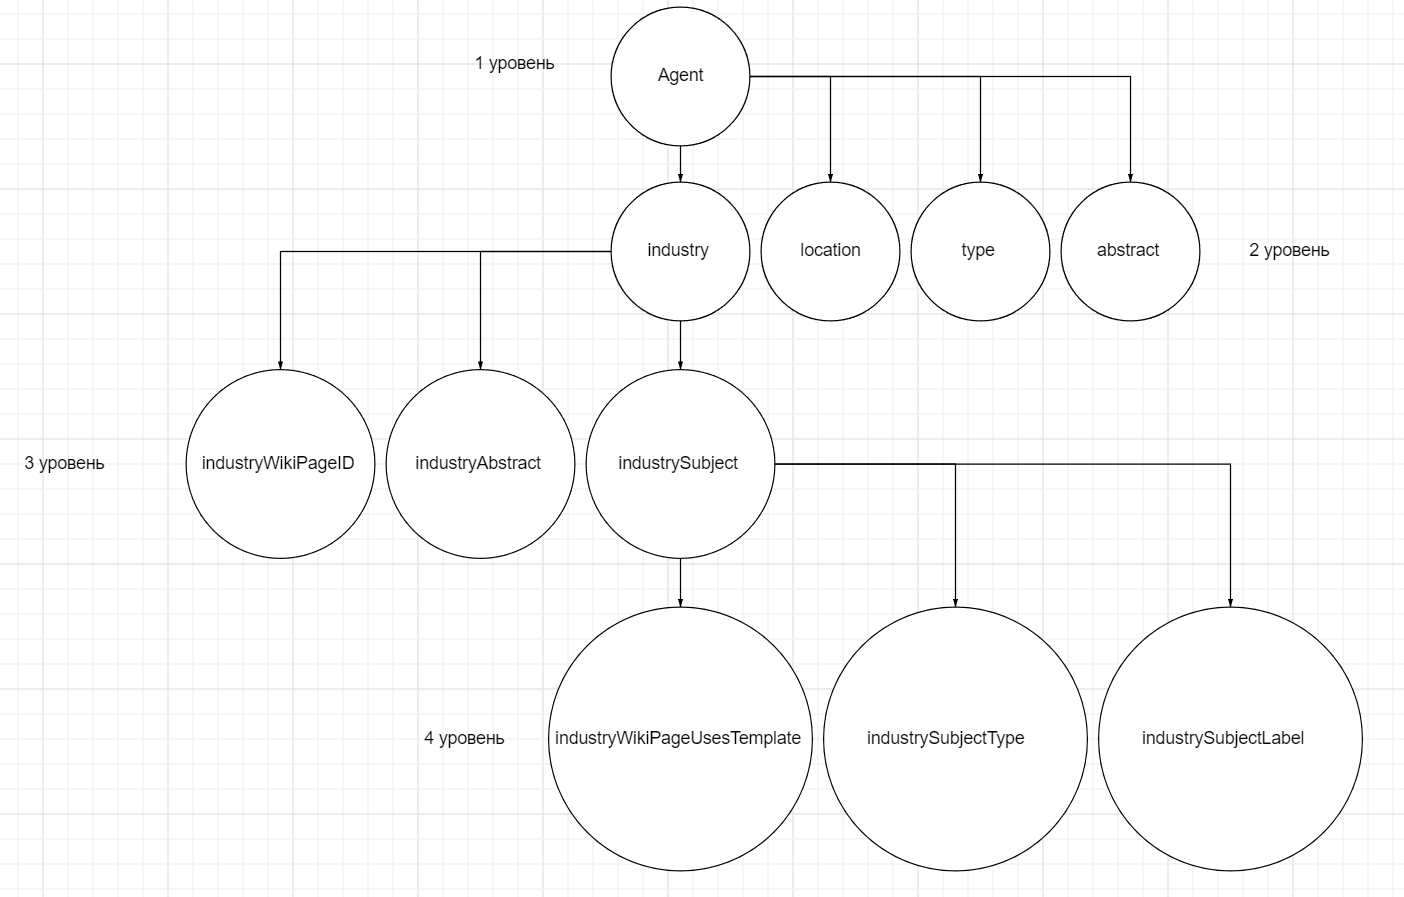 1 уровень
Agent
industry
location
type
abstract
2 уровень
3 уровень
industryWikiPageID
industryAbstract
industrySubject
4 уровень
industryWikiPageUsesTemplate
industrySubjectType
industrySubjectLabel